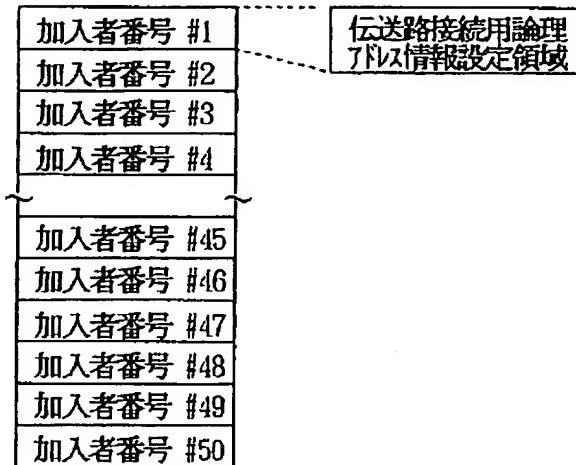 加入者番号 #1
伝送路接続用論理
アドレス情報設定領域
加入者番号 #2
加入者番号 #3
加入者番号 #4
加入者番号 #45
加入者番号 #46
加入者番号 #47
加入者番号 #48
加入者番号 #49
加入者番号 #50